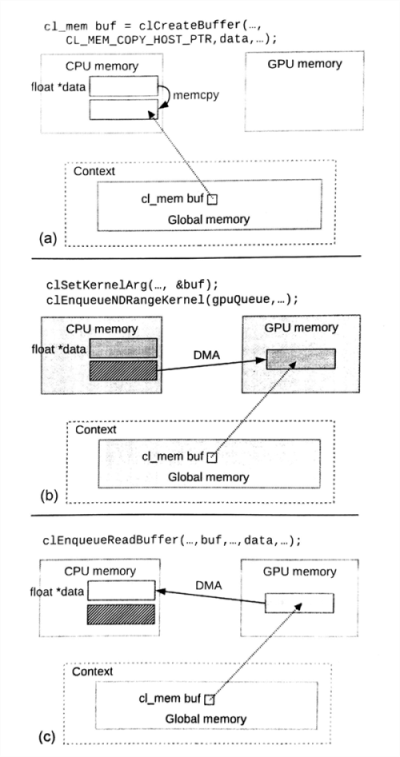 cl_mem buf = clCreateBuffer(…,
CL_MEM_COPY_HOST_PTR,data,…);
CPU memory
GPU memory
float *data
memcpy
Context
cl_mem buf
Global memory
(a)
clSetKernelArg(…, &buf);
clEnqueueNDRangeKernel(gpuQueue,…);
CPU memory
GPU memory
float *data
DMA
Context
cl_mem buf
Global memory
(b)
clEnqueueReadBuffer(…,buf,…,data,…);
CPU memory
GPU memory
DMA
float *data
Context
cl_mem buf
Global memory
(c)